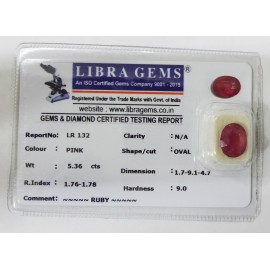 LIBRA GEMS
An ISO Certified Gems Company 9001 - 2015
Registered Under the Trade Marks with Govt. of India
website : www.libragems.co.in
GEMS & DIAMOND CERTIFIED TESTING REPORT
ReportNo: LR 132 Clarity N/A
Colour PINK Shape/cut : OVAL
Wt 5.36 cts Dimension 1.7-9.1-4.7
R.Index 1.76-1.78 Hardness 9.0
Comment ~~~~~ RUBY ~~~~~